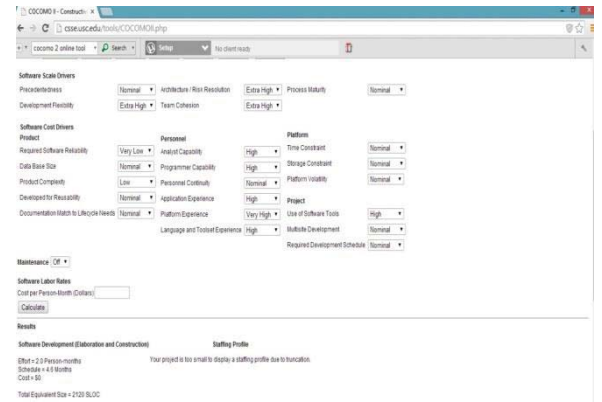 COCOMO II - Constructiv
csse.usc.edu/tools/COCOMOII.php
cocomo 2 online tool Search Setup No client ready
Software Scale Drivers
Precedentedness Nominal Architecture / Risk Resolution Extra High Process Maturity Nominal
Development Flexibility Extra High Team Cohesion Extra High
Software Cost Drivers
Product Personnel Platform
Required Software Reliability Very Low Analyst Capability High Time Constraint Nominal
Data Base Size Nominal Programmer Capability High Storage Constraint Nominal
Product Complexity Low Personnel Continuity Nominal Platform Volatility Nominal
Developed for Reusability Nominal Application Experience High Project
Documentation Match to Lifecycle Needs Nominal Platform Experience Very High Use of Software Tools High
Language and Toolset Experience High Multisite Development Nominal
Required Development Schedule Nominal
Maintenance Off
Software Labor Rates
Cost per Person-Month (Dollars)
Calculate
Results
Software Development (Elaboration and Construction) Staffing Profile
Effort = 2.0 Person-months Your project is too small to display a staffing profile due to truncation.
Schedule = 4.6 Months
Cost = $0
Total Equivalent Size = 2120 SLOC